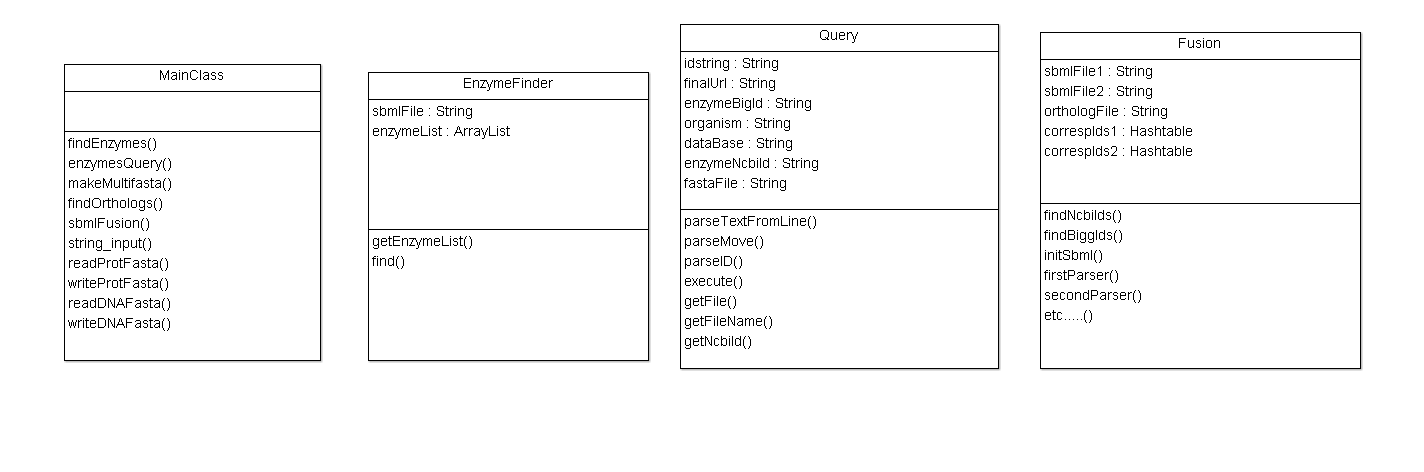 MainClass
findEnzymes()
enzymesQuery()
makeMultifasta()
findOrthologs()
sbmlFusion()
string_input()
readProtFasta()
writeProtFasta()
readDNAFasta()
writeDNAFasta()
EnzymeFinder
sbmlFile : String
enzymeList : ArrayList
getEnzymeList()
find()
Query
idstring : String
finalUrl : String
enzymeBigId : String
organism : String
dataBase : String
enzymeNcbiId : String
fastaFile : String
parseTextFromLine()
parseMove()
parseID()
execute()
getFile()
getFileName()
getNcbiId()
Fusion
sbmlFile1 : String
sbmlFile2 : String
orthologFile : String
correspIds1 : Hashtable
correspIds2 : Hashtable
findNcbiIds()
findBiggIds()
initSbml()
firstParser()
secondParser()
etc.....()